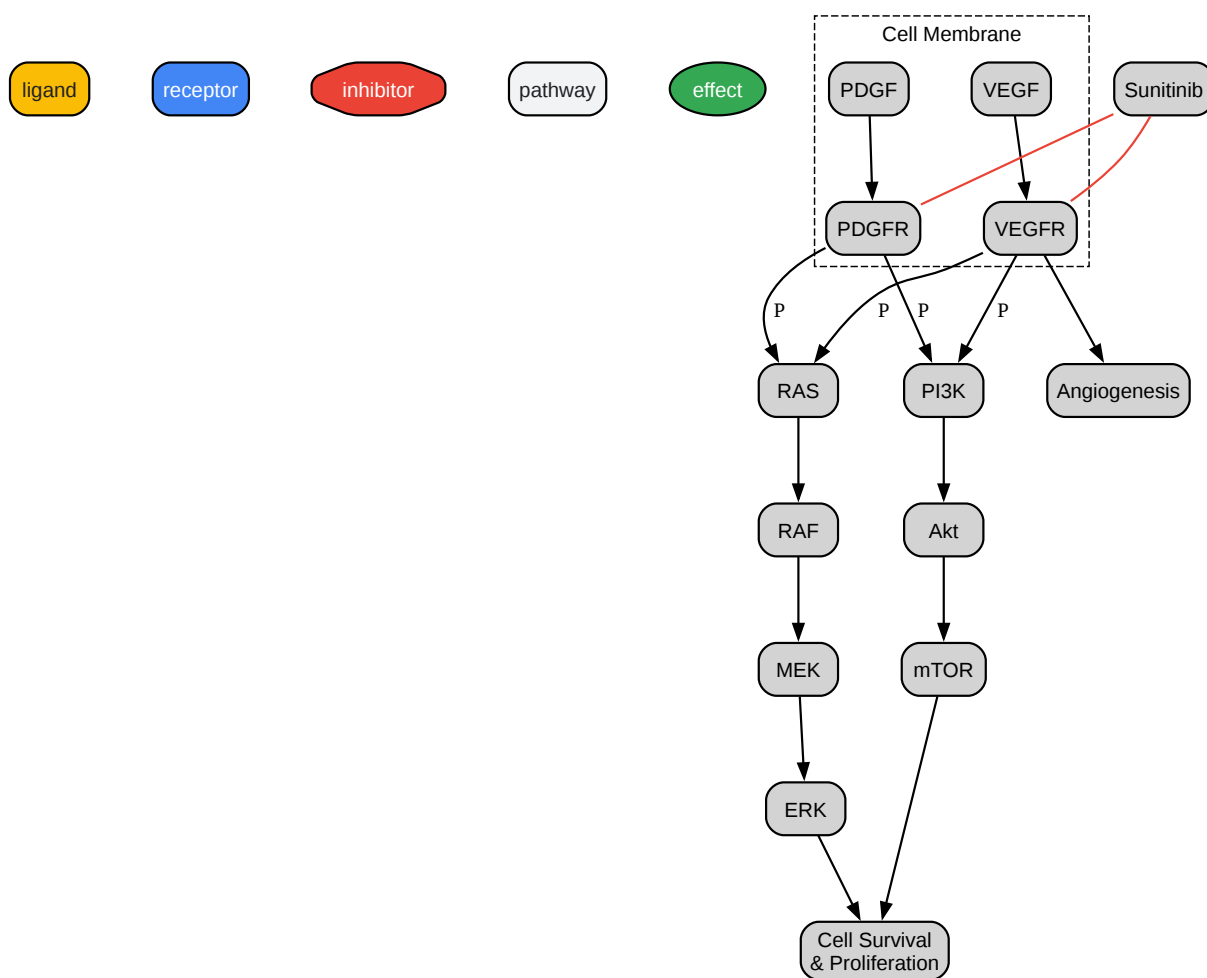 Cell Membrane
ligand
receptor
inhibitor
pathway
effect
PDGF
VEGF
Sunitinib
PDGFR
VEGFR
P
P
P
P
RAS
PI3K
Angiogenesis
RAF
Akt
MEK
mTOR
ERK
Cell Survival
& Proliferation